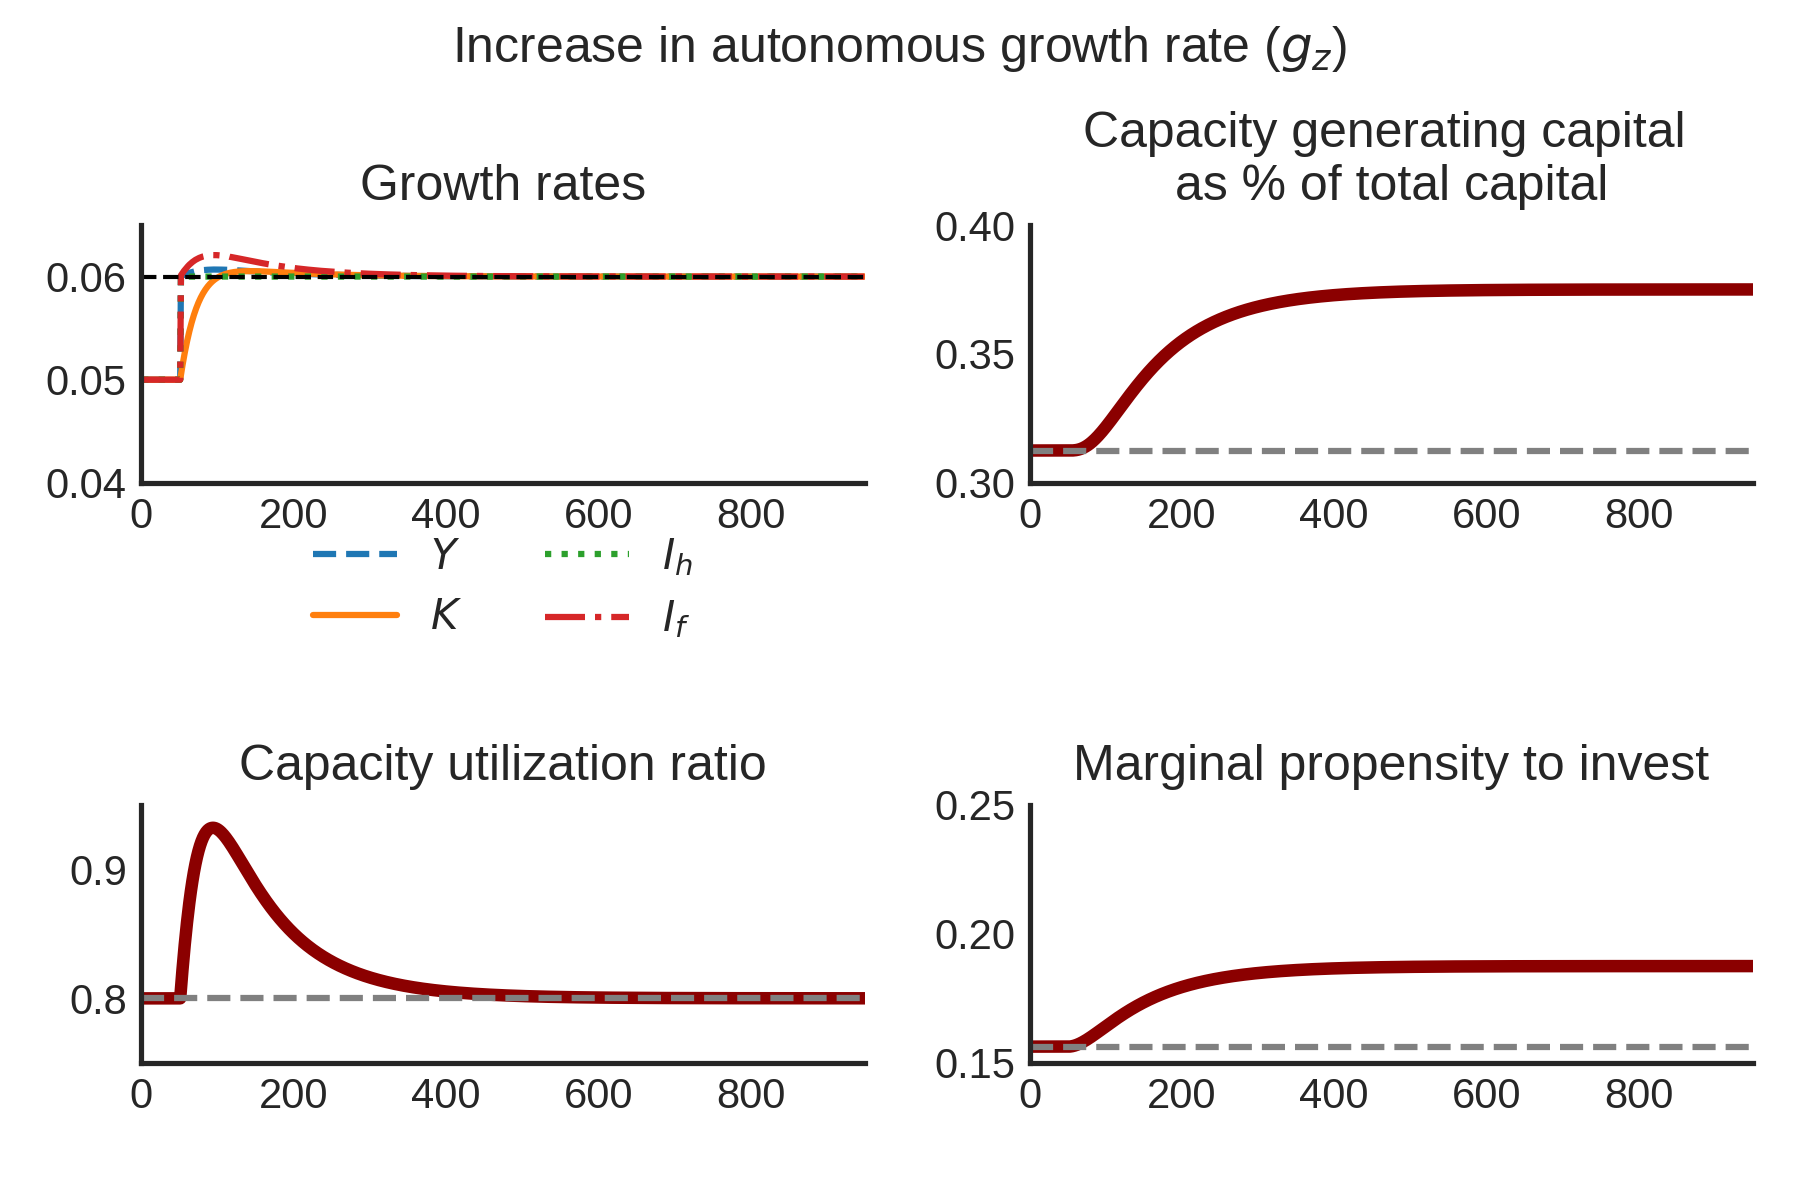 Increase in autonomous growth rate (g_z)
Growth rates
0.06
0.05
0.04
0 200 400 600 800
Y
I_h
K
I_f
Capacity generating capital
as % of total capital
0.40
0.35
0.30
0 200 400 600 800
Capacity utilization ratio
0.9
0.8
0 200 400 600 800
Marginal propensity to invest
0.25
0.20
0.15
0 200 400 600 800